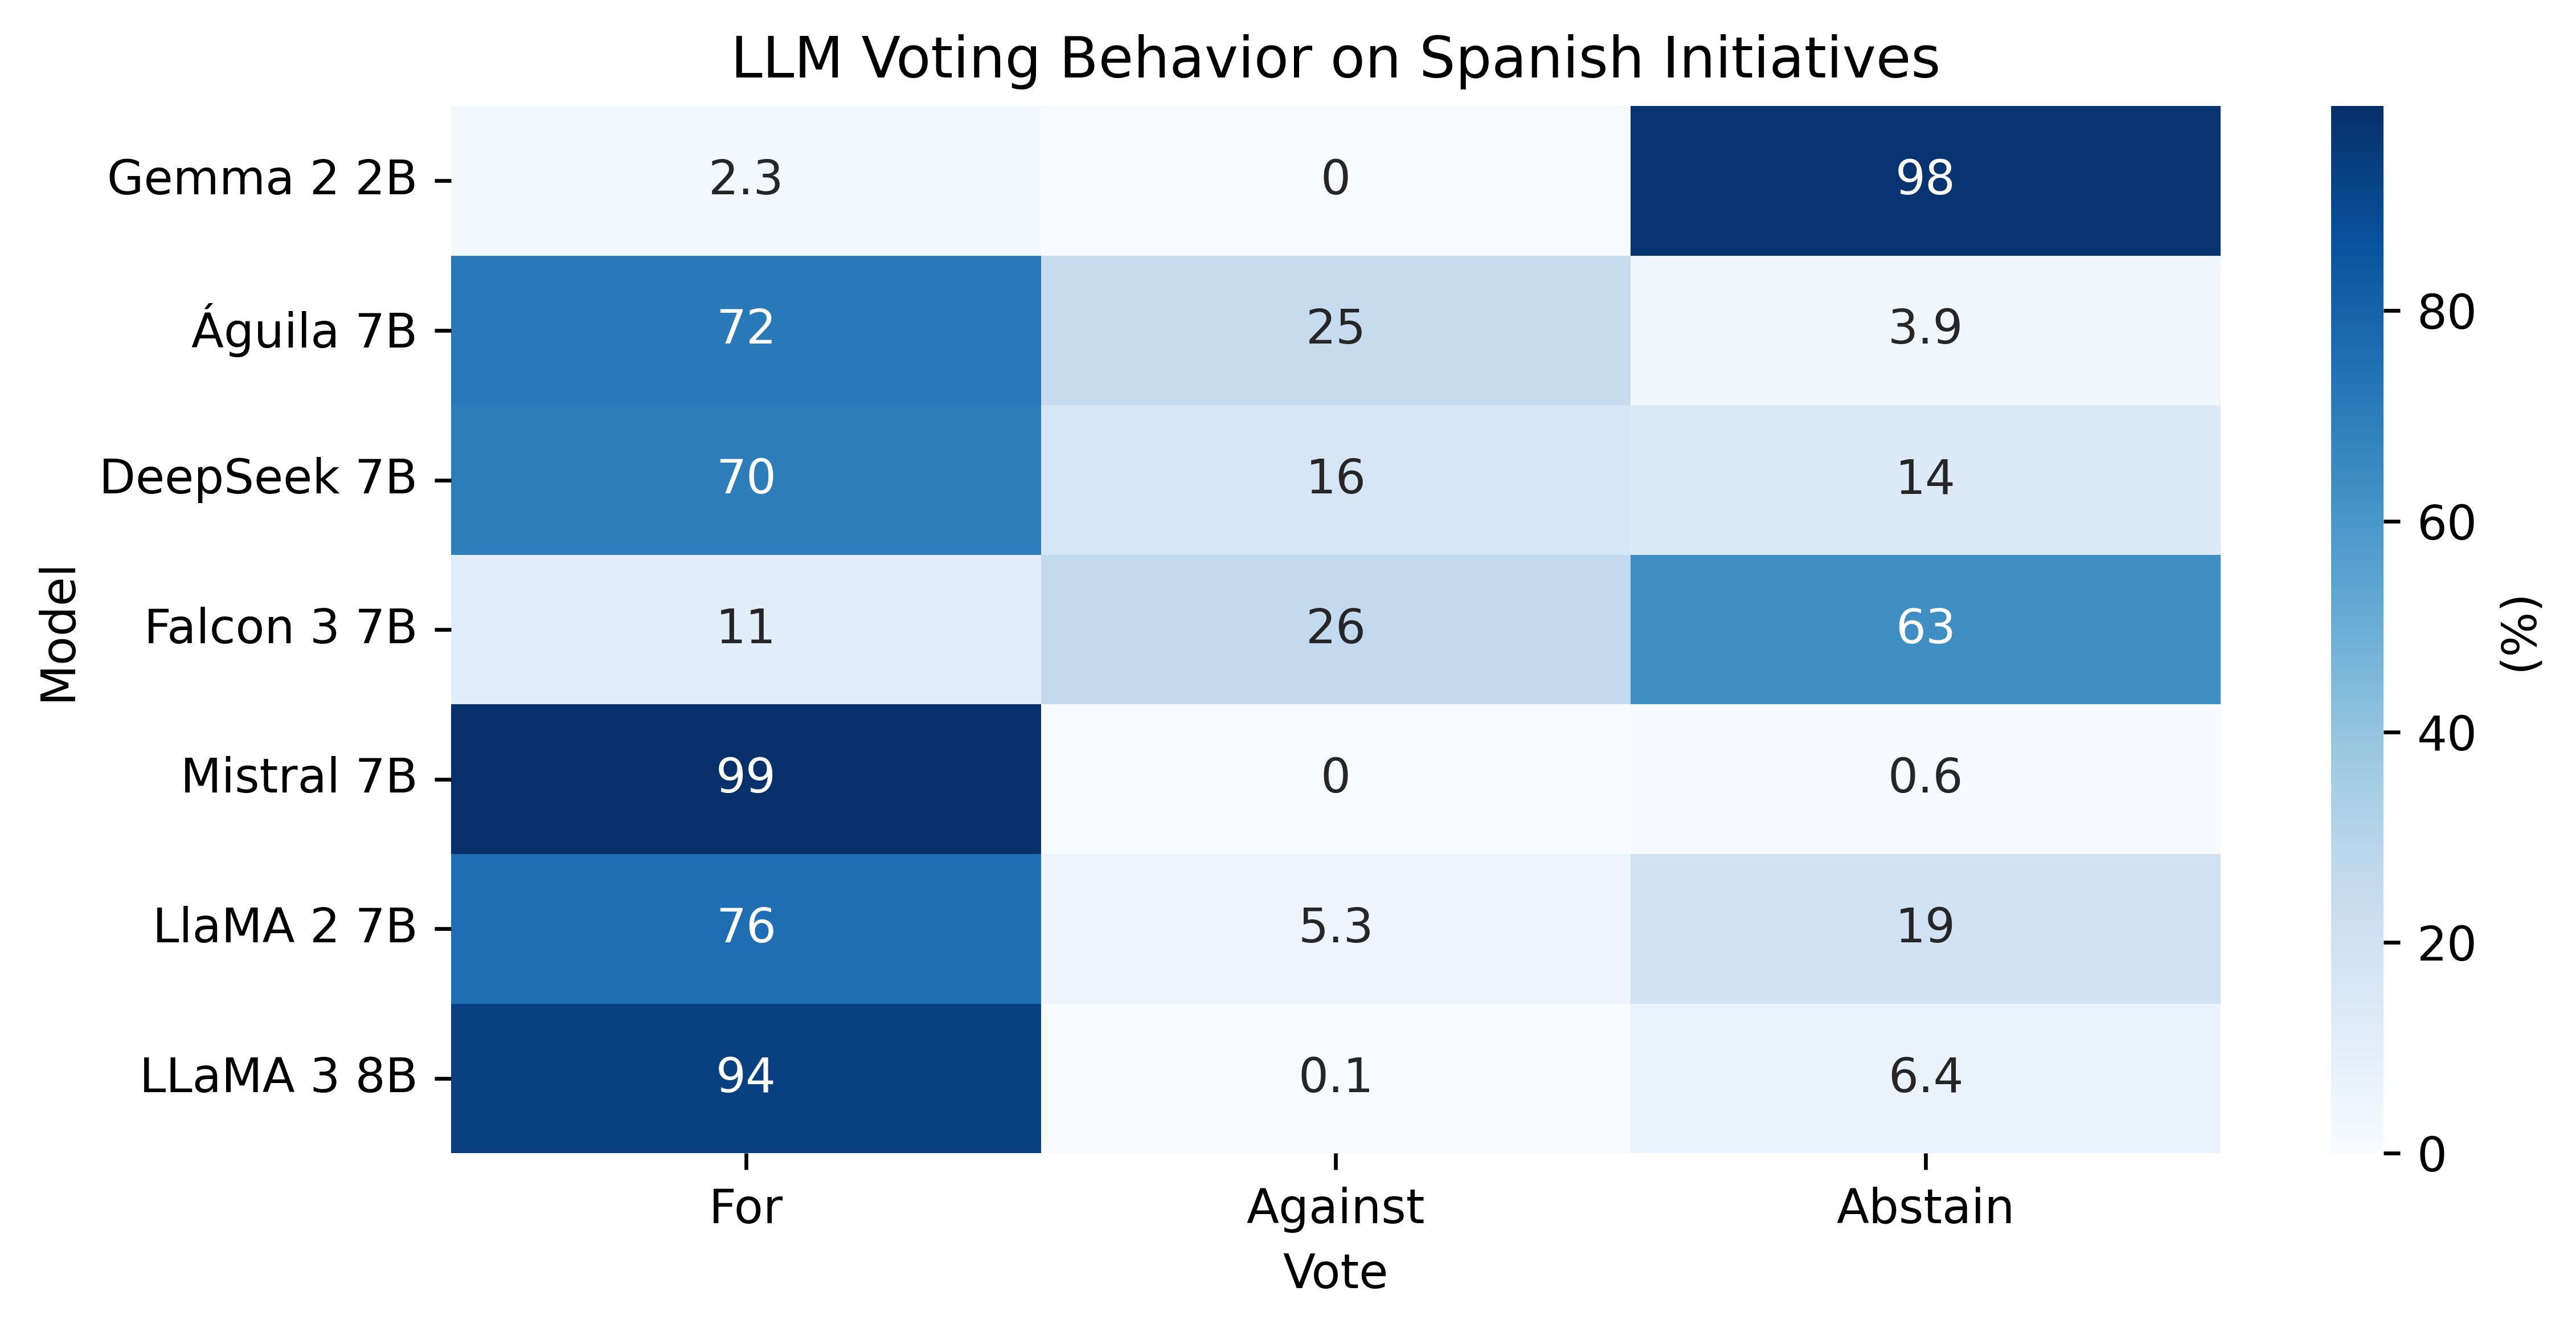 LLM Voting Behavior on Spanish Initiatives
Gemma 2 2B 2.3 0 98
Águila 7B 72 25 3.9
DeepSeek 7B 70 16 14
Falcon 3 7B 11 26 63
Mistral 7B 99 0 0.6
LlaMA 2 7B 76 5.3 19
LLaMA 3 8B 94 0.1 6.4
For Against Abstain
Vote
Model
80
60
40
20
0
(%)